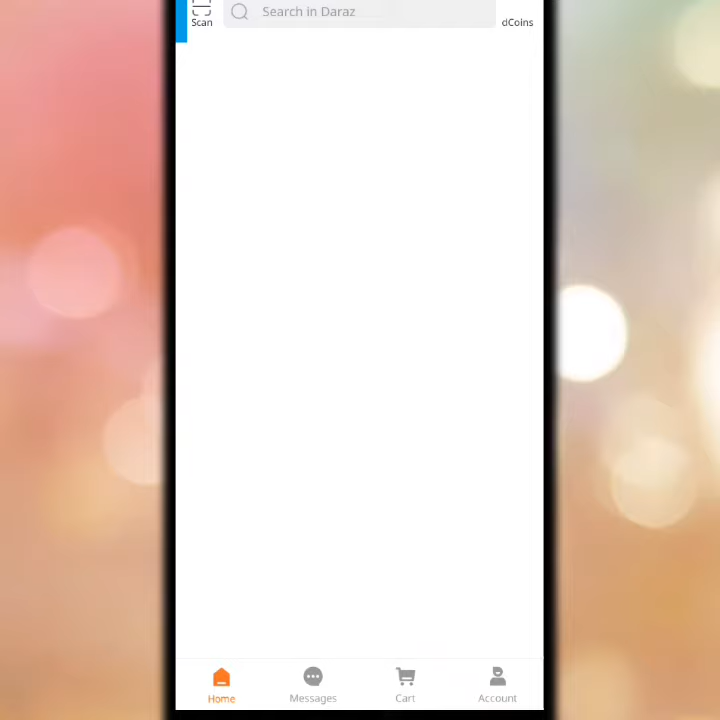 Scan
Search in Daraz
dCoins
Home
Messages
Cart
Account